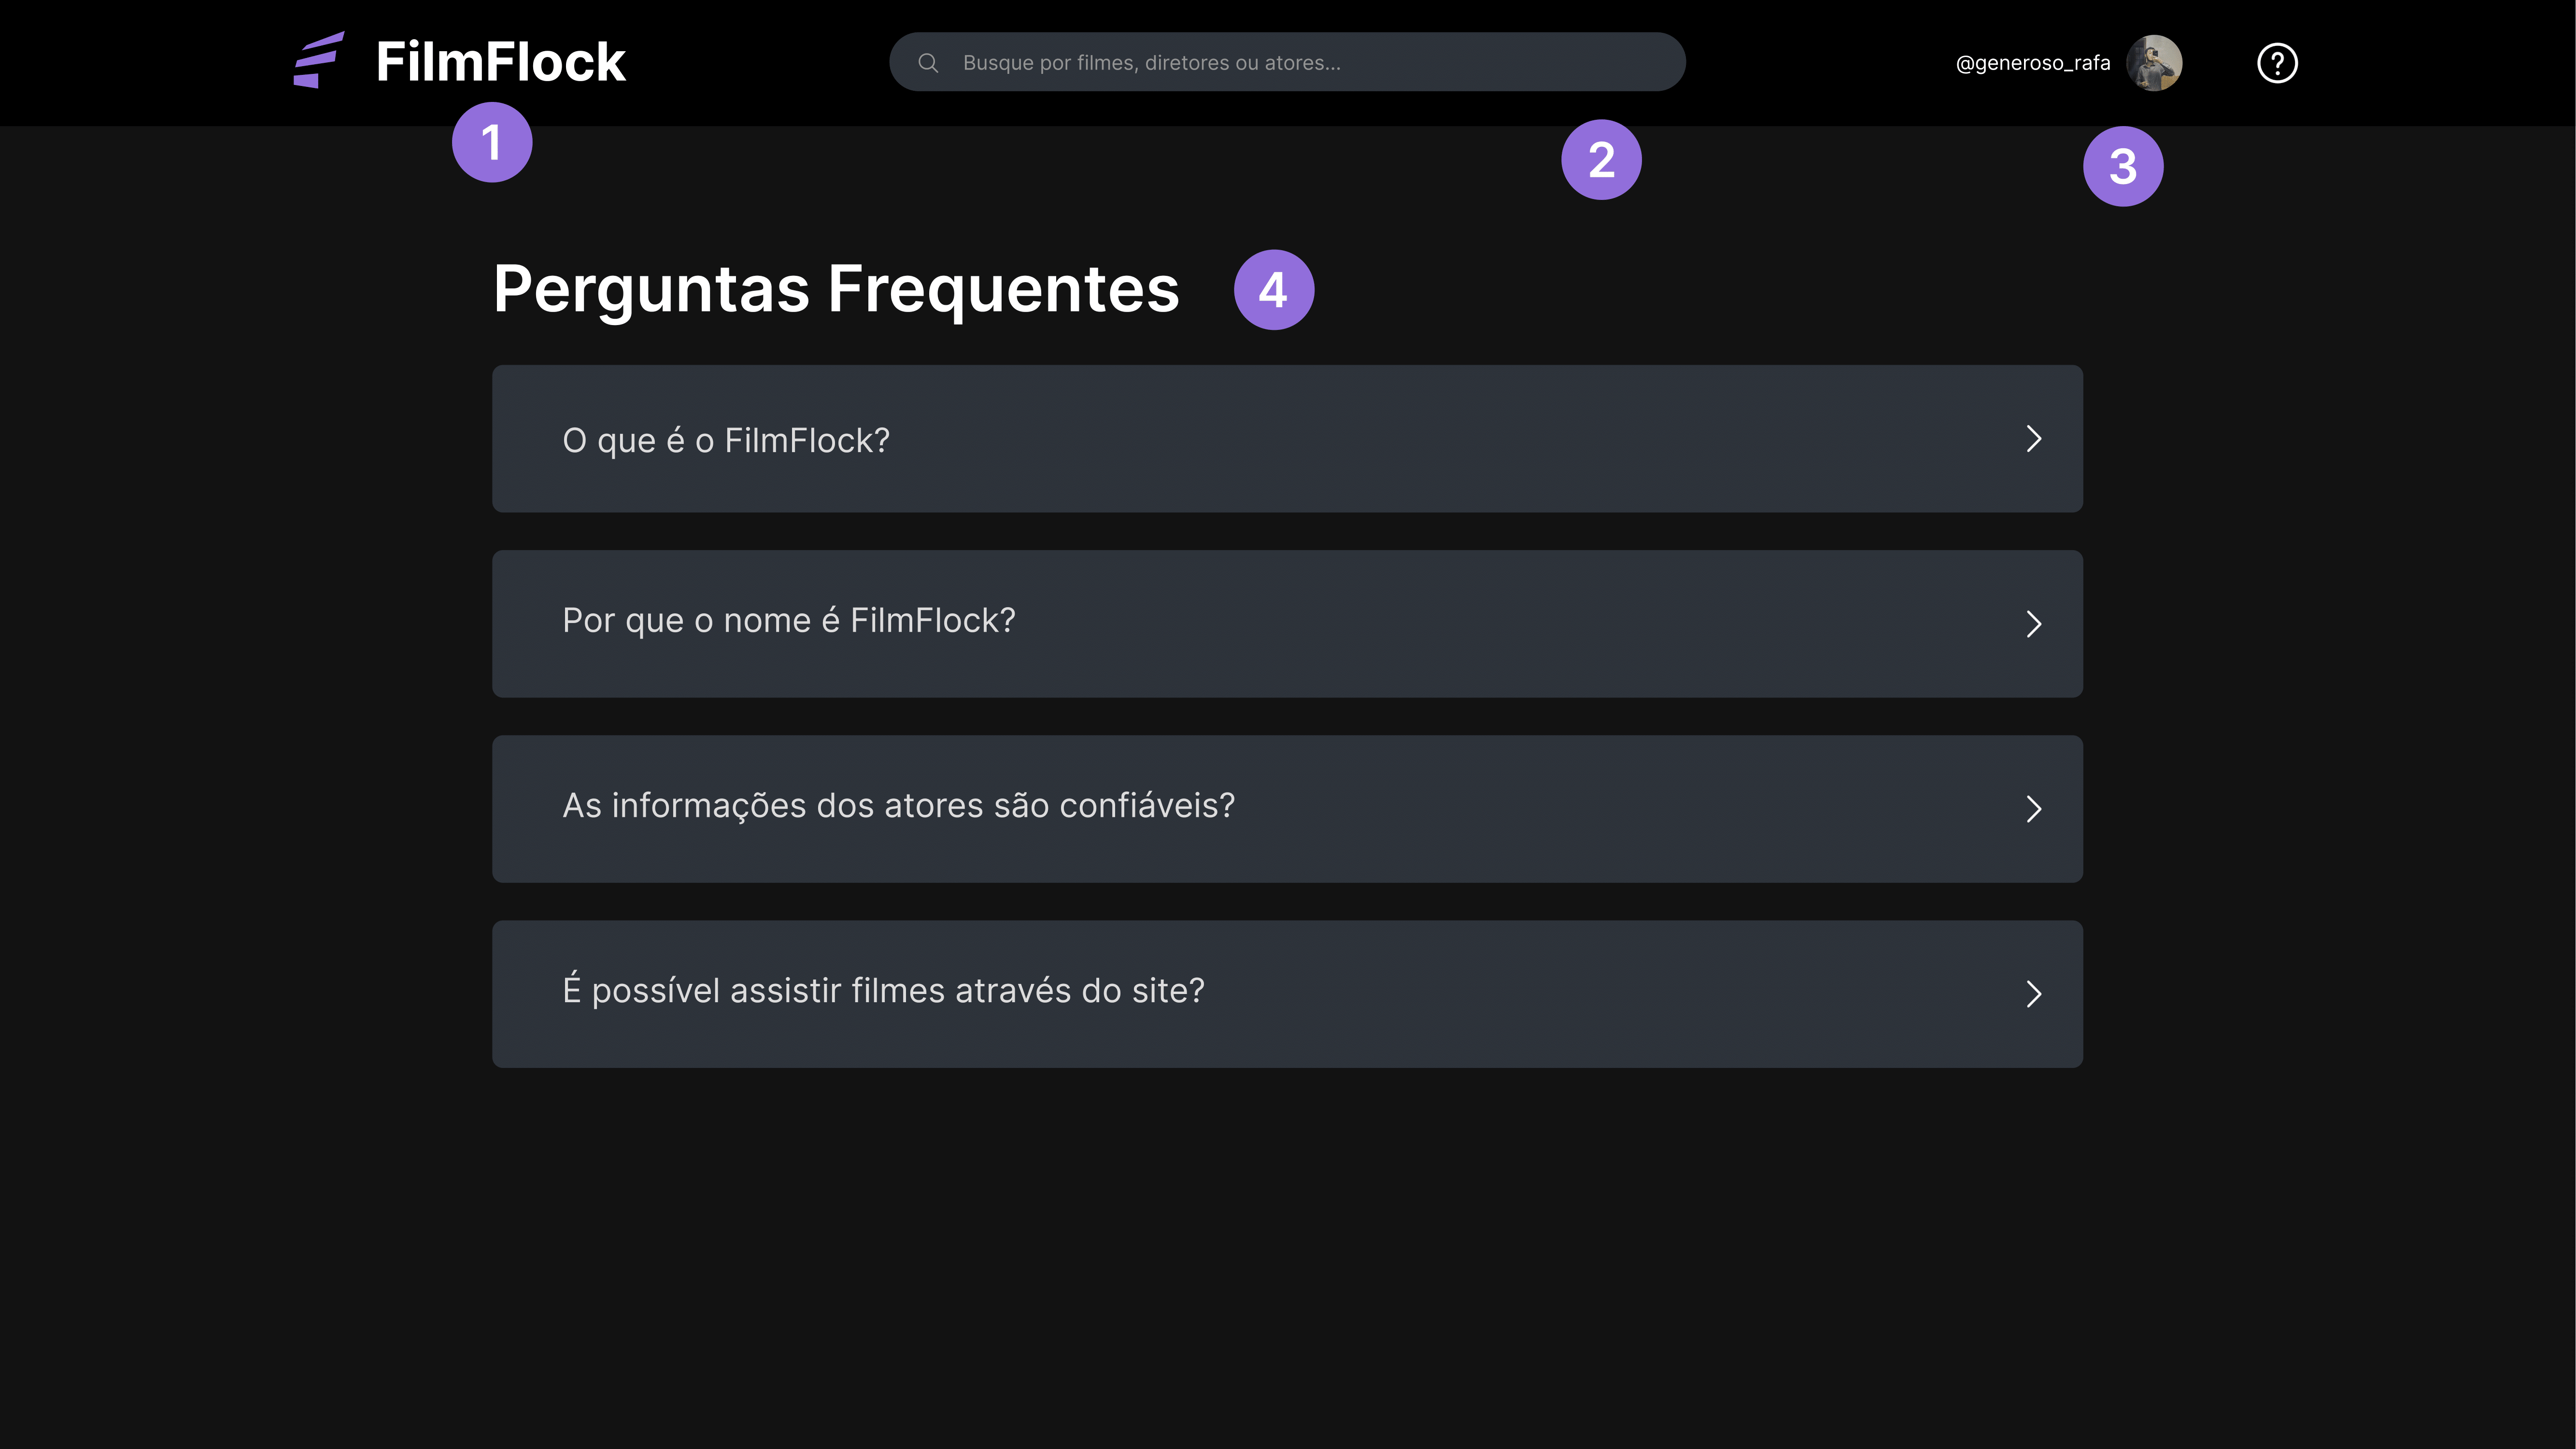 FilmFlock
Busque por filmes, diretores ou atores...
@generoso_rafa
?
1
2
3
Perguntas Frequentes
4
O que é o FilmFlock?
Por que o nome é FilmFlock?
As informações dos atores são confiáveis?
É possível assistir filmes através do site?